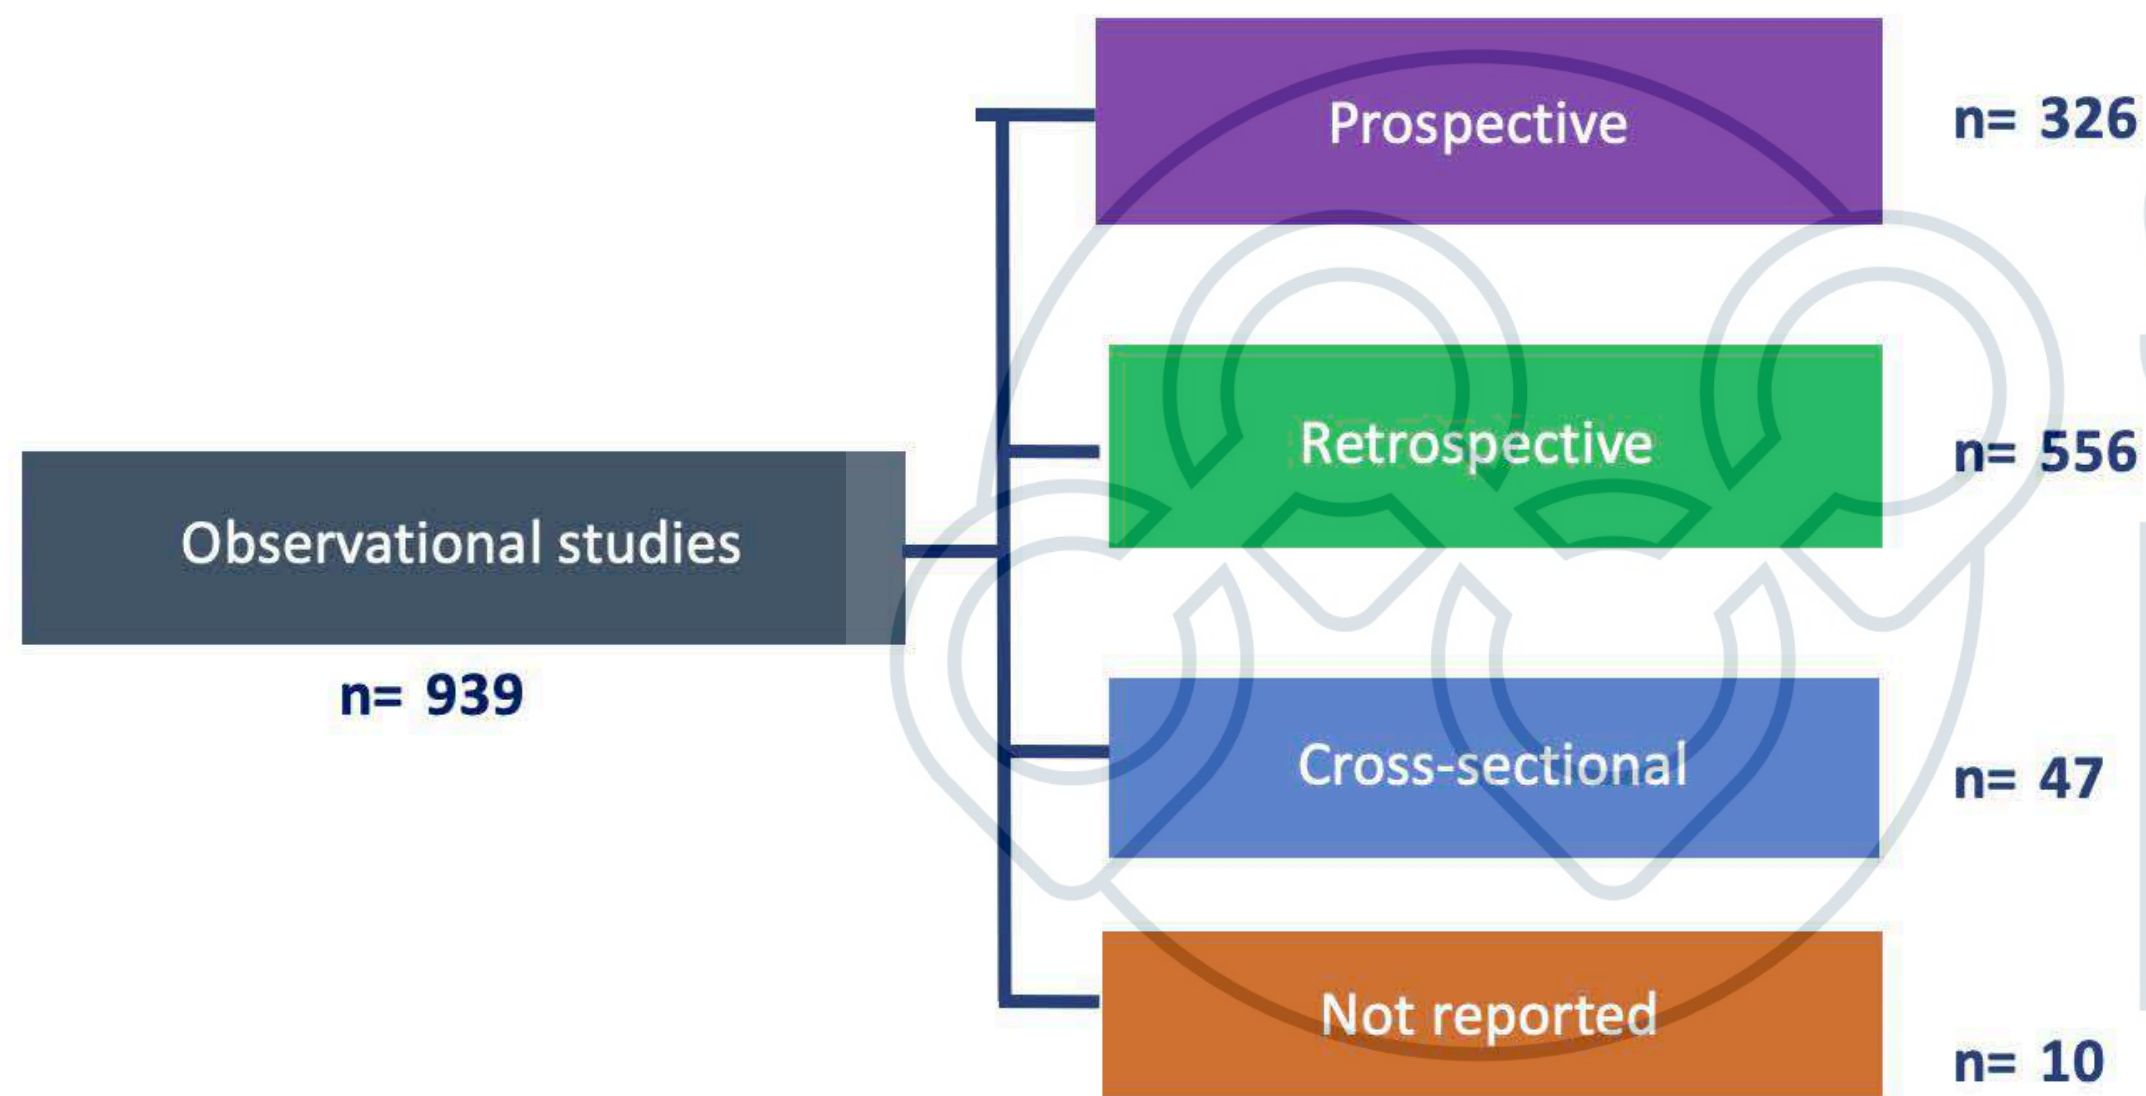 Prospective
n= 326
Retrospective
n= 556
Observational studies
n= 939
Cross-sectional
n= 47
Not reported
n= 10